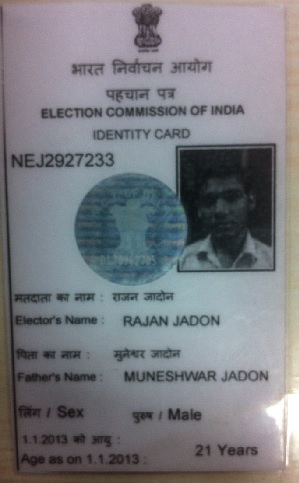 भारत निर्वाचन आयोग
पहचान पत्र
ELECTION COMMISSION OF INDIA
IDENTITY CARD
NEJ2927233
मतदाता का नाम : राजन जादोन
Elector's Name : RAJAN JADON
पिता का नाम : मुनेश्वर जादोन
Father's Name : MUNESHWAR JADON
लिंग / Sex पुरुष / Male
1.1.2013 को आयु :
Age as on 1.1.2013 : 21 Years